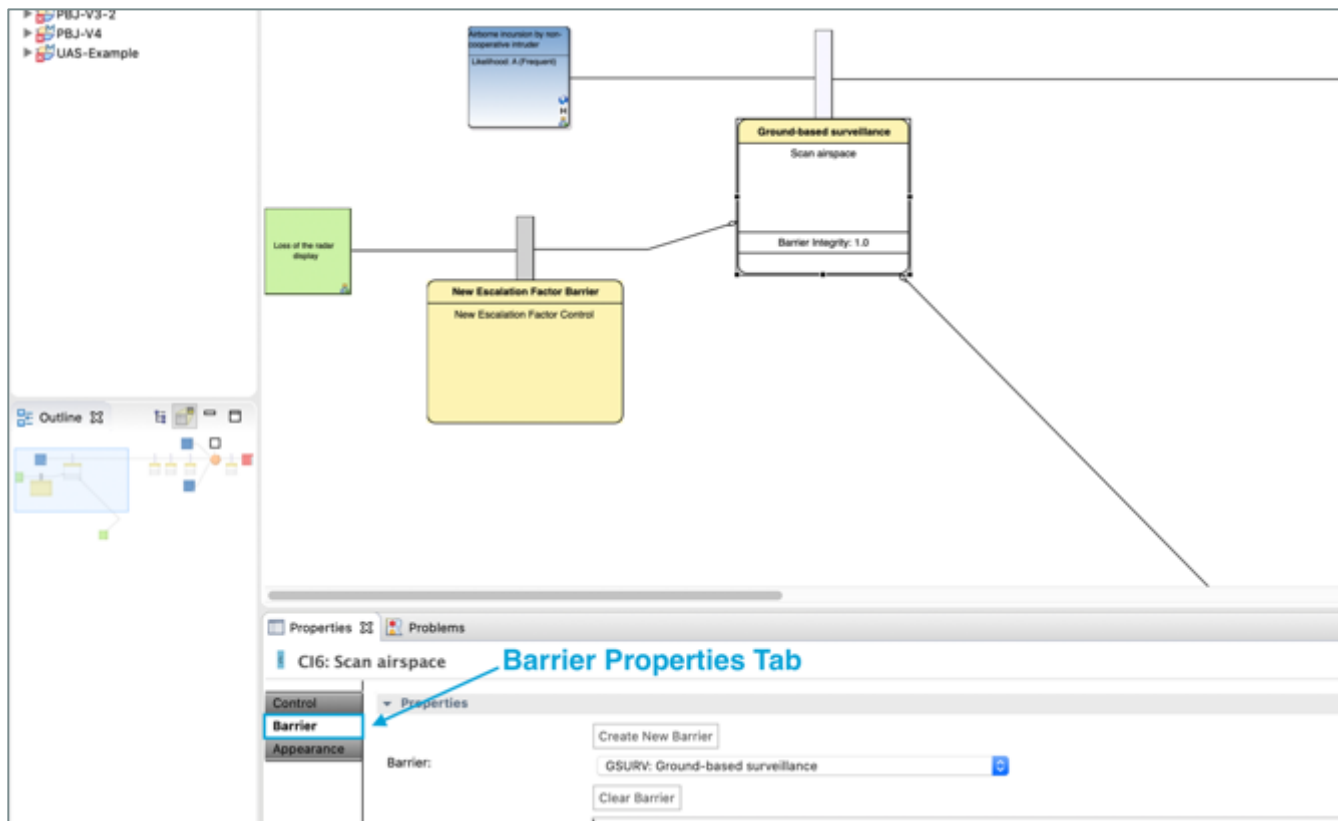 PBJ-V3-2
PBJ-V4
UAS-Example
Airborne incursion by non-
cooperative intruder
Likelihood: A (Frequent)
H
Ground-based surveillance
Scan airspace
Barrier Integrity: 1.0
Loss of the radar
display
New Escalation Factor Barrier
New Escalation Factor Control
Outline
Properties
Problems
CI6: Scan airspace
Barrier Properties Tab
Control
Barrier
Appearance
Properties
Create New Barrier
Barrier:
GSURV: Ground-based surveillance
Clear Barrier